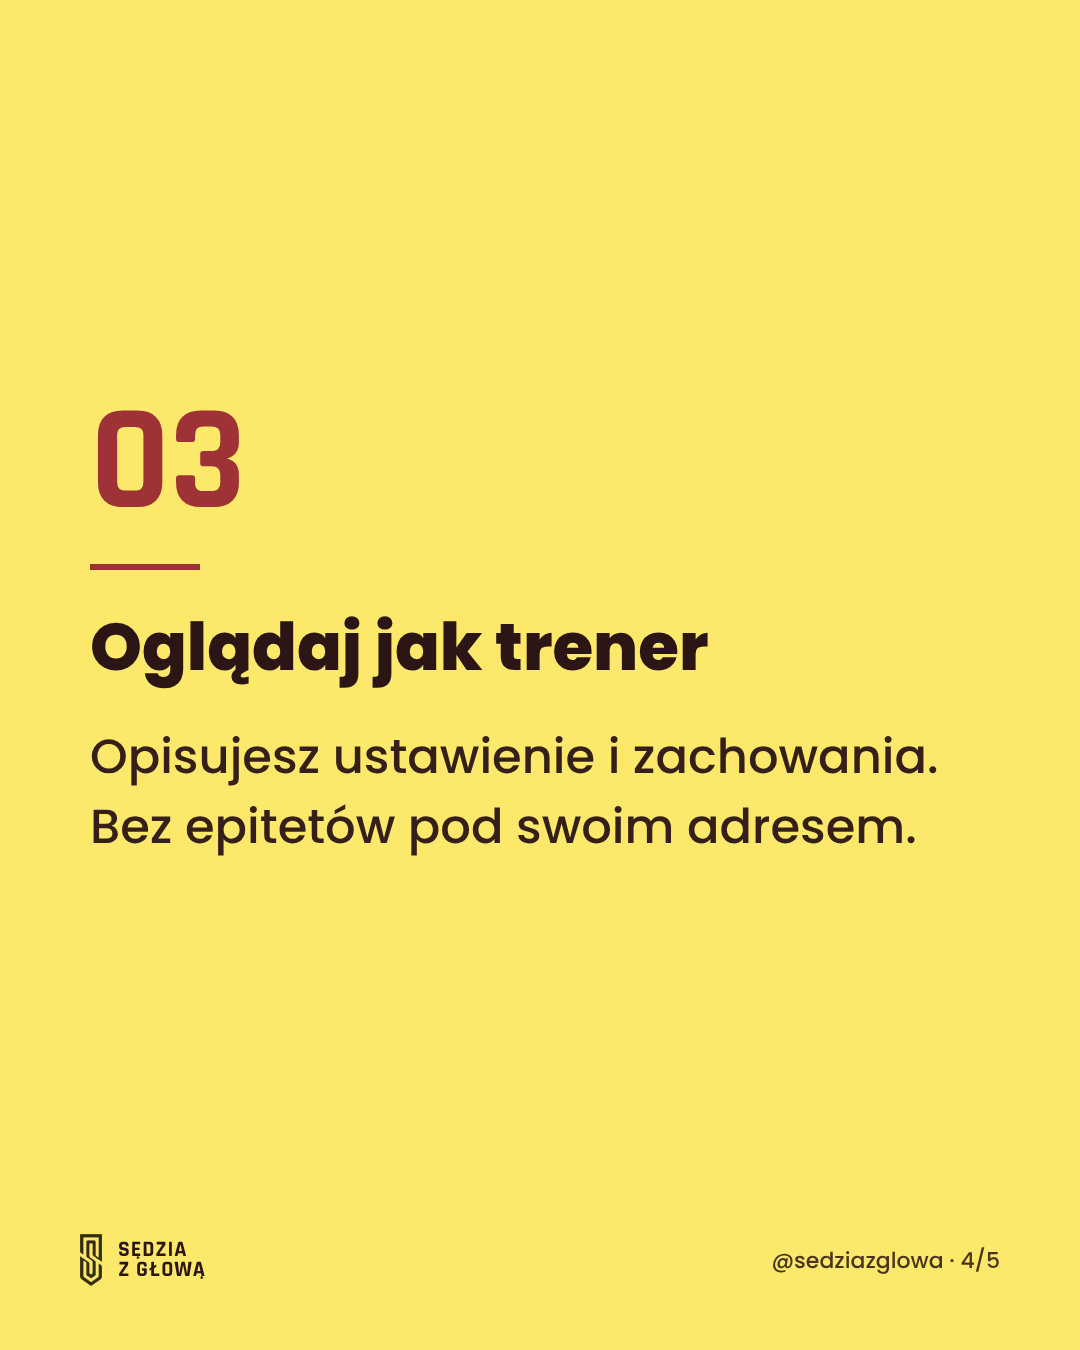 03
Oglądaj jak trener
Opisujesz ustawienie i zachowania.
Bez epitetów pod swoim adresem.
SĘDZIA
Z GŁOWĄ
@sedziazglowa · 4/5